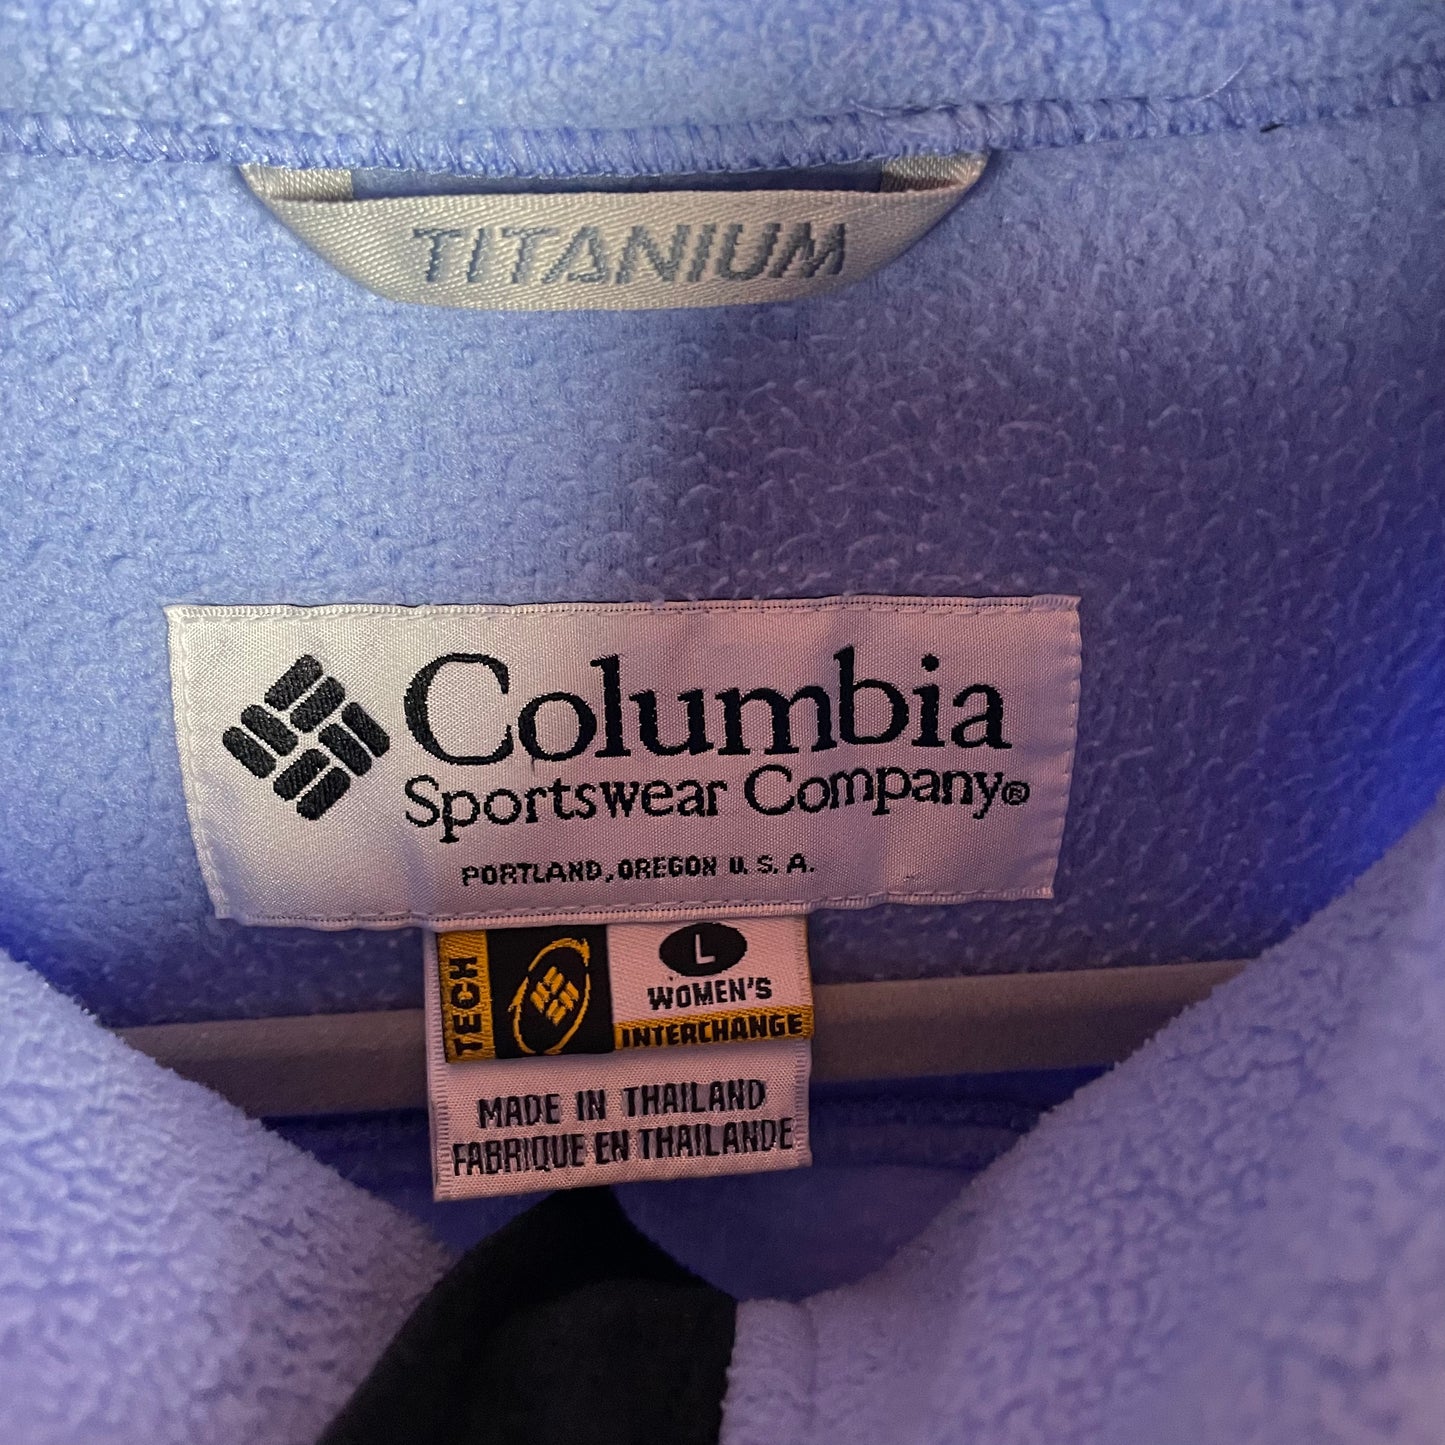 TITANIUM
Columbia
Sportswear Company®
PORTLAND, OREGON U.S.A.
TECH
L
WOMEN'S
INTERCHANGE
MADE IN THAILAND
FABRIQUE EN THAILANDE